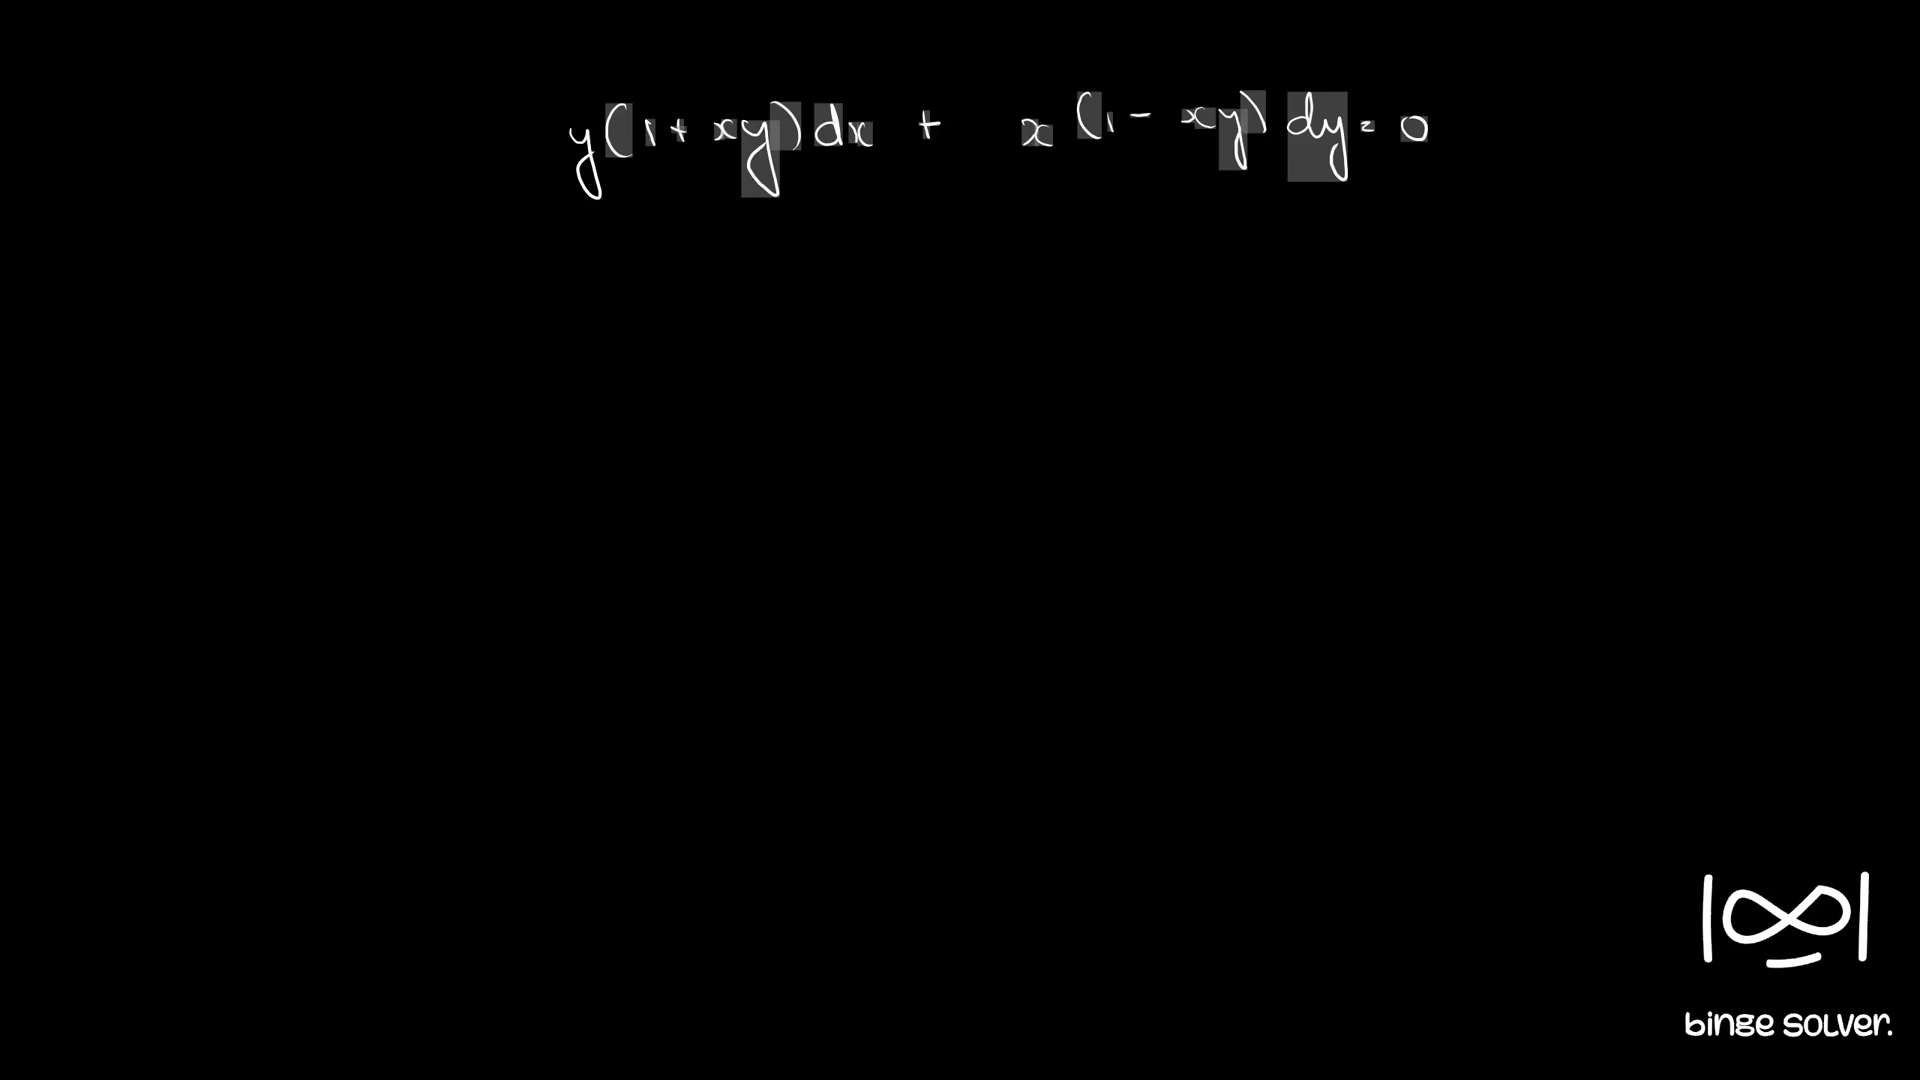 y(1 + xy)dx + x(1 - xy)dy = 0
binge solver.